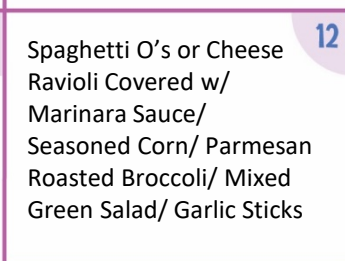 12
Spaghetti O’s or Cheese
Ravioli Covered w/
Marinara Sauce/
Seasoned Corn/ Parmesan
Roasted Broccoli/ Mixed
Green Salad/ Garlic Sticks